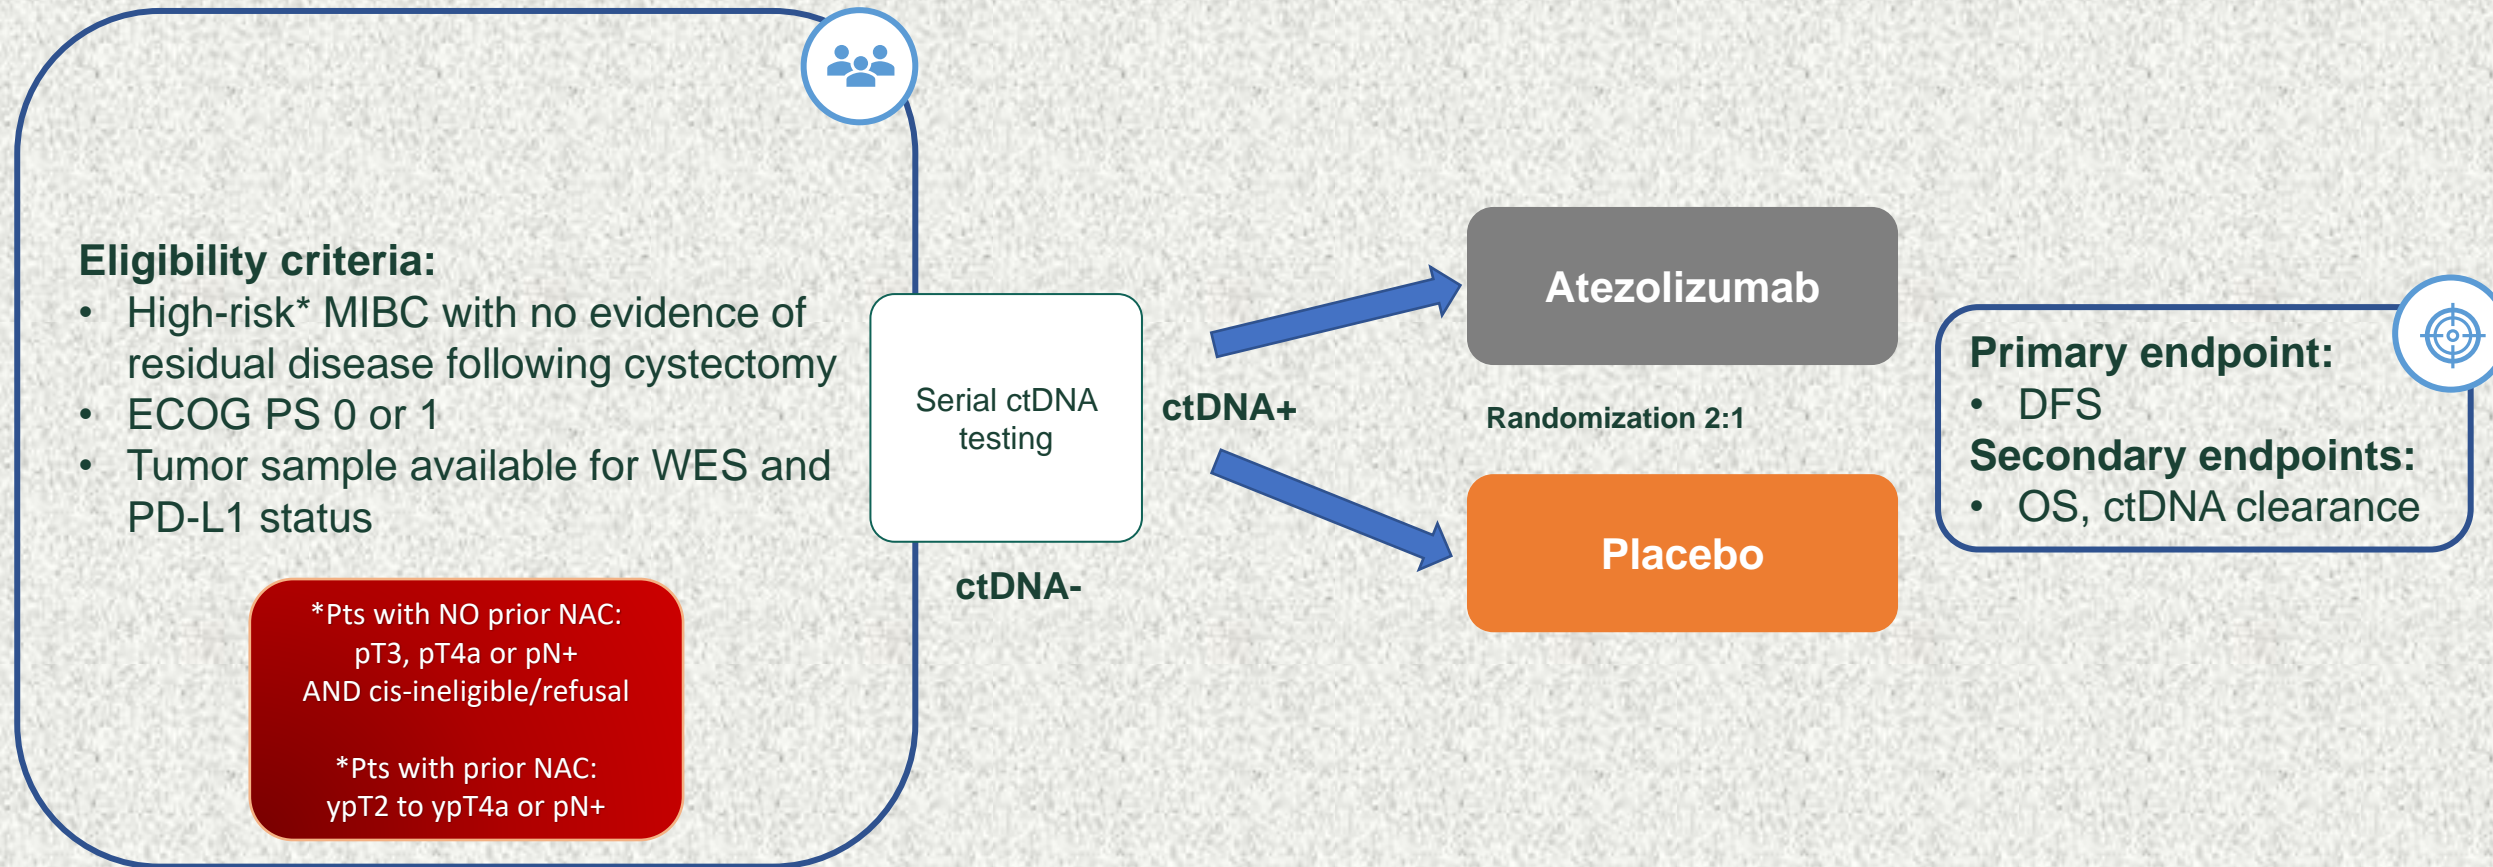 Eligibility criteria:
• High-risk* MIBC with no evidence of
residual disease following cystectomy
• ECOG PS 0 or 1
• Tumor sample available for WES and
PD-L1 status
*Pts with NO prior NAC:
pT3, pT4a or pN+
AND cis-ineligible/refusal
*Pts with prior NAC:
ypT2 to ypT4a or pN+
Serial ctDNA
testing
ctDNA-
ctDNA+
Atezolizumab
Randomization 2:1
Placebo
Primary endpoint:
• DFS
Secondary endpoints:
• OS, ctDNA clearance